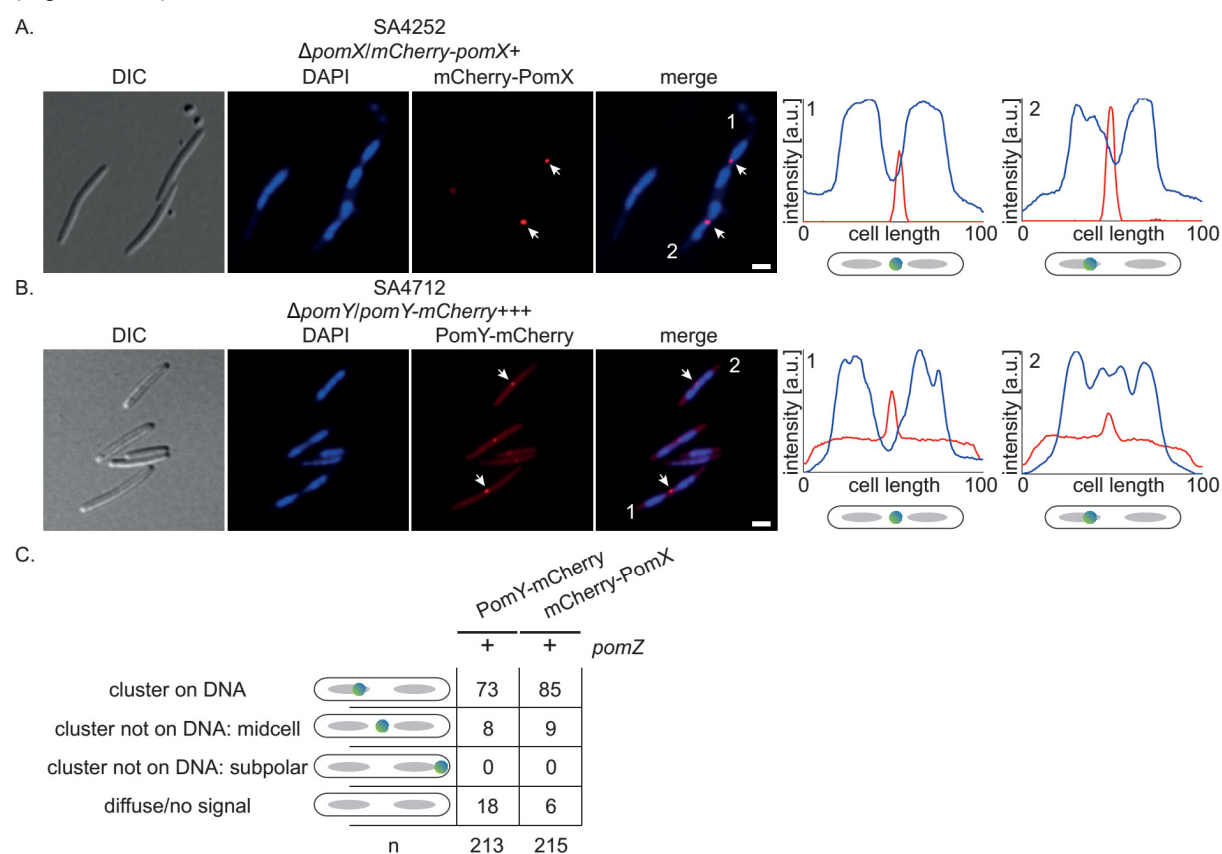 A.
SA4252
ΔpomX/mCherry-pomX+
DIC DAPI mCherry-PomX merge
1
2
1
intensity [a.u.]
0 cell length 100
2
intensity [a.u.]
0 cell length 100
B.
SA4712
ΔpomY/pomY-mCherry+++
DIC DAPI PomY-mCherry merge
2
1
1
intensity [a.u.]
0 cell length 100
2
intensity [a.u.]
0 cell length 100
C.
PomY-mCherry
mCherry-PomX
+ + pomZ
cluster on DNA 73 85
cluster not on DNA: midcell 8 9
cluster not on DNA: subpolar 0 0
diffuse/no signal 18 6
n 213 215